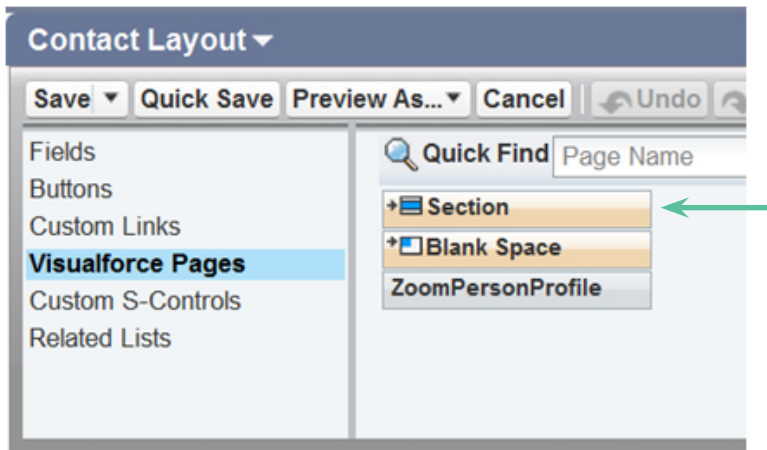 Contact Layout
Save Quick Save Preview As... Cancel Undo
Fields
Buttons
Custom Links
Visualforce Pages
Custom S-Controls
Related Lists
Quick Find Page Name
Section
Blank Space
ZoomPersonProfile